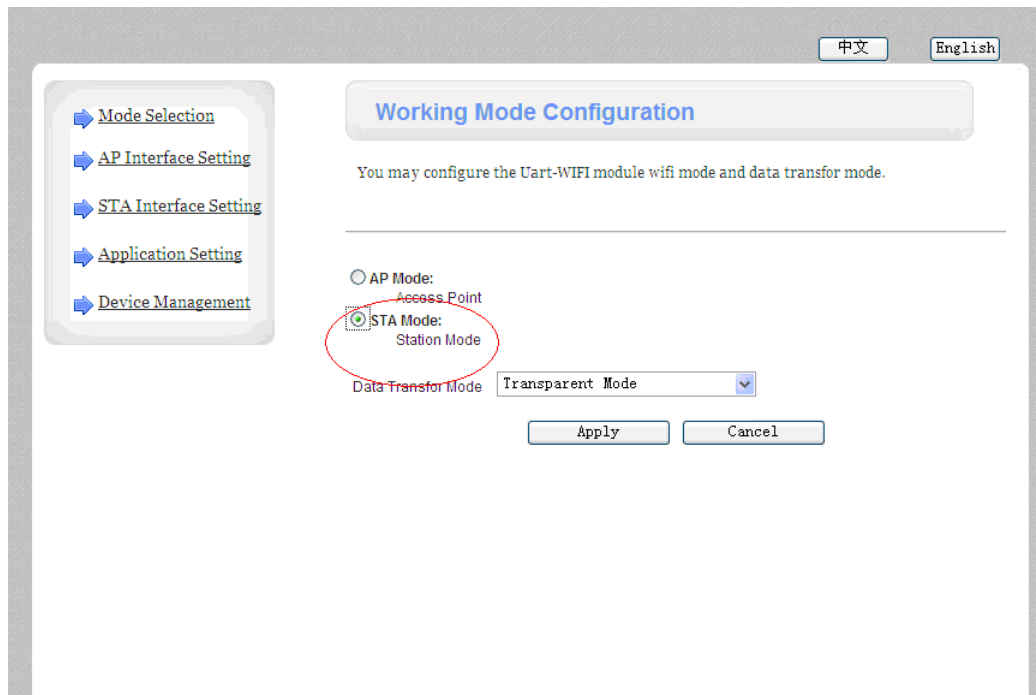 中文
English
Mode Selection
AP Interface Setting
STA Interface Setting
Application Setting
Device Management
Working Mode Configuration
You may configure the Uart-WIFI module wifi mode and data transfor mode.
AP Mode:
Access Point
STA Mode:
Station Mode
Data Transfor Mode
Transparent Mode
Apply
Cancel